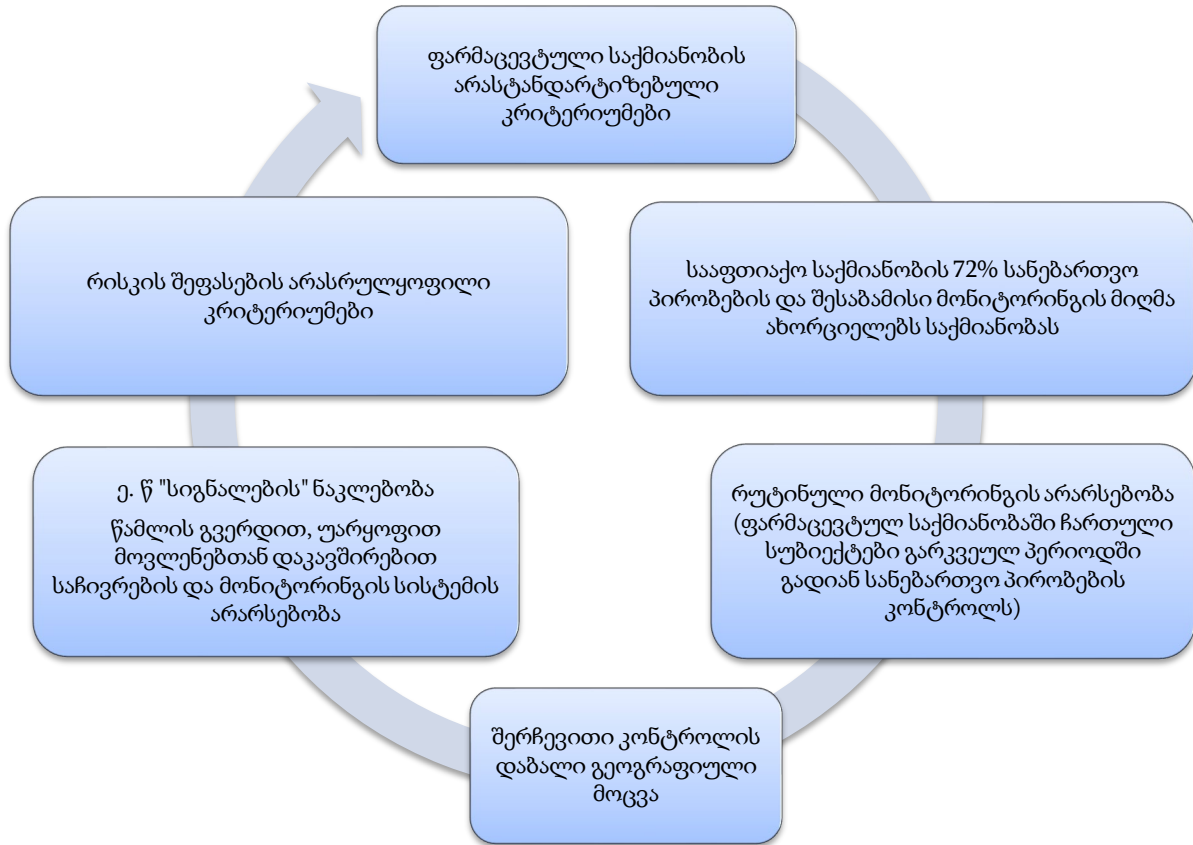 ფარმაცევტული საქმიანობის
არასტანდარტიზებული
კრიტერიუმები
სააფთიაქო საქმიანობის 72% სანებართვო
პირობების და შესაბამისი მონიტორინგის მიღმა
ახორციელებს საქმიანობას
რუტინული მონიტორინგის არარსებობა
(ფარმაცევტულ საქმიანობაში ჩართული
სუბიექტები გარკვეულ პერიოდში
გადიან სანებართვო პირობების
კონტროლს)
შერჩევითი კონტროლის
დაბალი გეოგრაფიული
მოცვა
ე. წ "სიგნალების" ნაკლებობა
წამლის გვერდით, უარყოფით
მოვლენებთან დაკავშირებით
საჩივრების და მონიტორინგის სისტემის
არარსებობა
რისკის შეფასების არასრულყოფილი
კრიტერიუმები